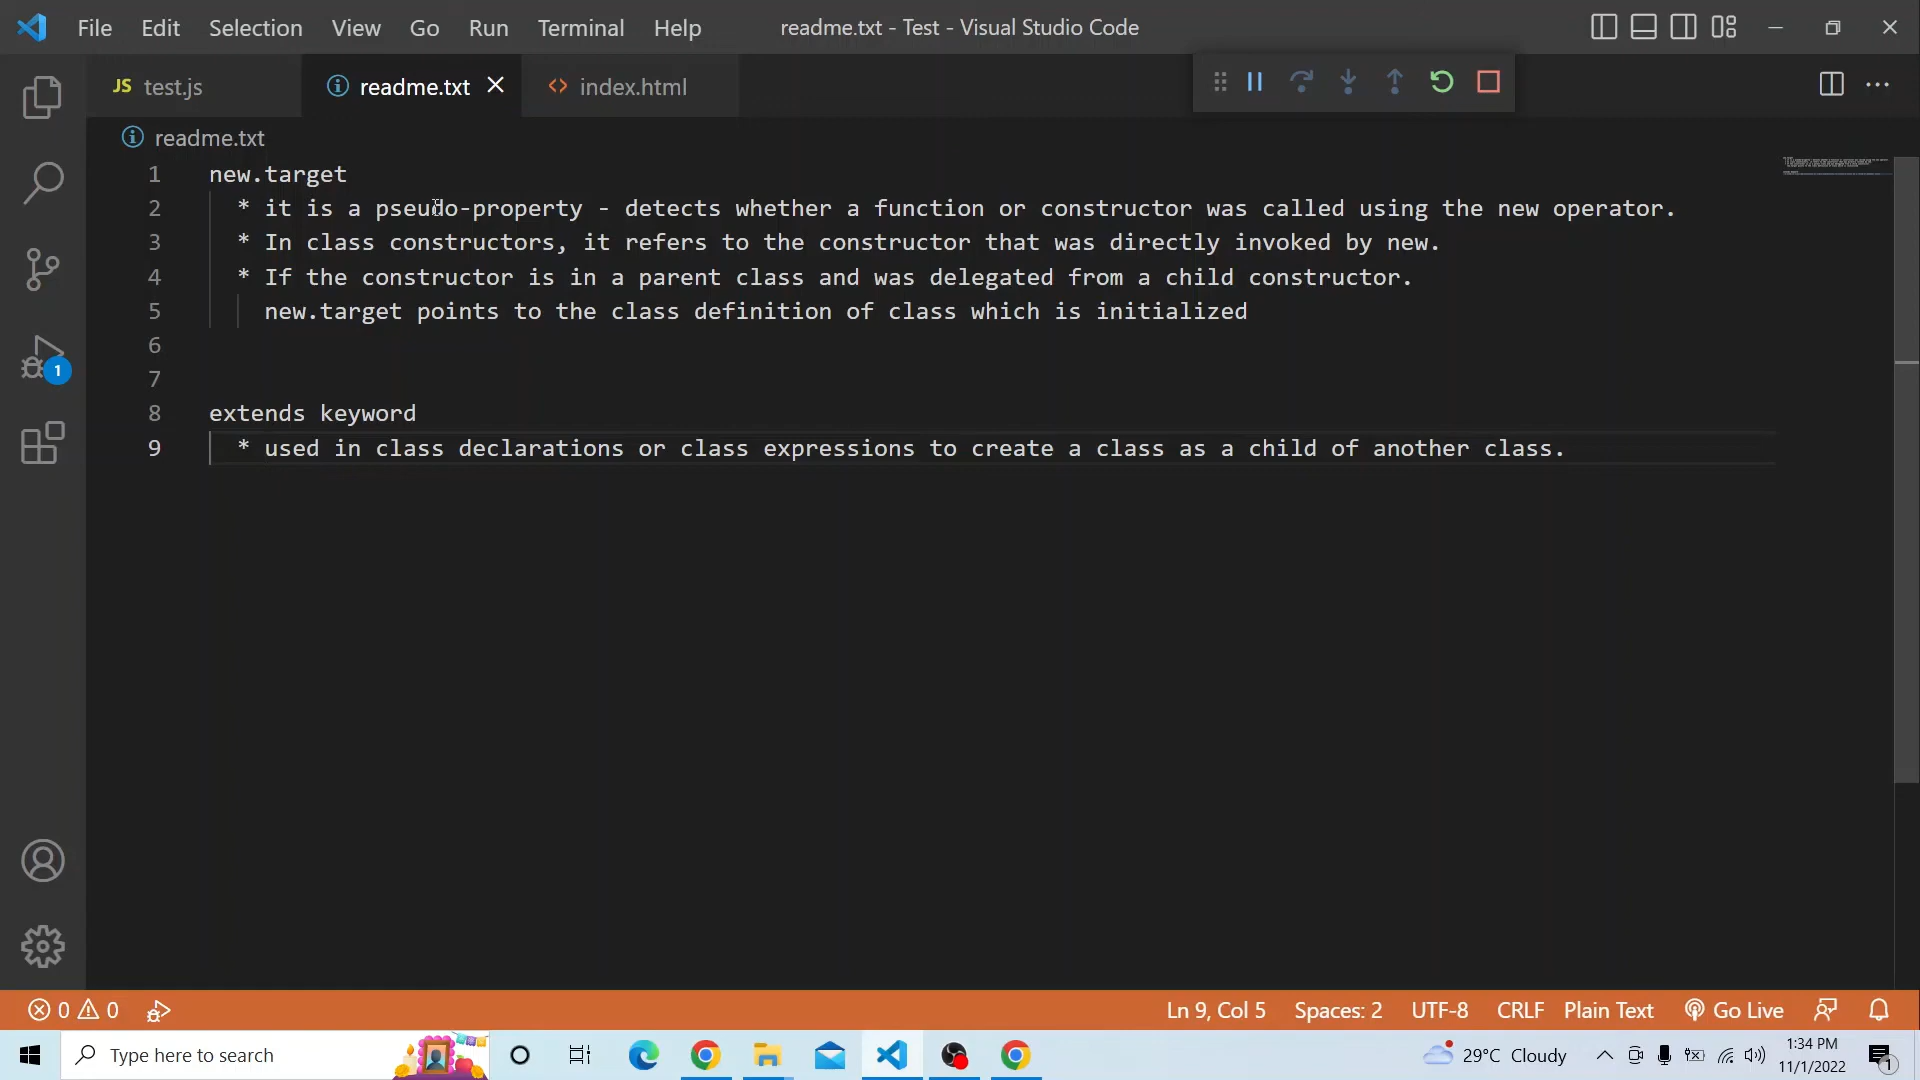 File Edit Selection View Go Run Terminal Help readme.txt - Test - Visual Studio Code
JS test.js readme.txt index.html
readme.txt
1 new.target
2 * it is a pseudo-property - detects whether a function or constructor was called using the new operator.
3 * In class constructors, it refers to the constructor that was directly invoked by new.
4 * If the constructor is in a parent class and was delegated from a child constructor.
5 new.target points to the class definition of class which is initialized
6
7
8 extends keyword
9 * used in class declarations or class expressions to create a class as a child of another class.
1
0 0 Ln 9, Col 5 Spaces: 2 UTF-8 CRLF Plain Text Go Live
Type here to search 29°C Cloudy 1:34 PM
11/1/2022 1